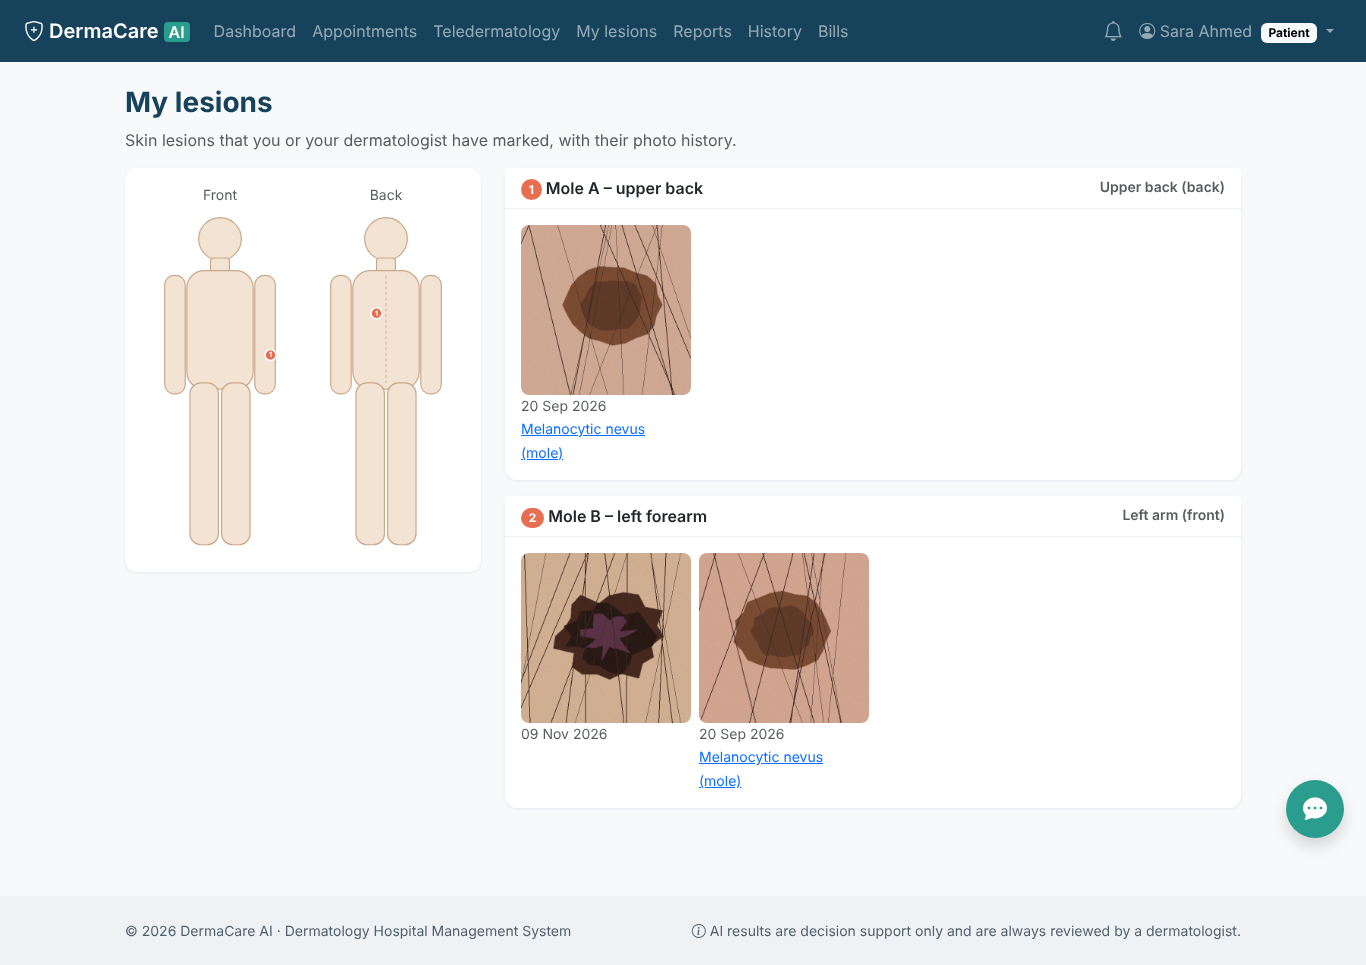 DermaCare AI
Dashboard Appointments Teledermatology My lesions Reports History Bills
Sara Ahmed Patient
My lesions
Skin lesions that you or your dermatologist have marked, with their photo history.
Front Back
1
1
1 Mole A – upper back
Upper back (back)
20 Sep 2026
Melanocytic nevus
(mole)
2 Mole B – left forearm
Left arm (front)
09 Nov 2026
20 Sep 2026
Melanocytic nevus
(mole)
© 2026 DermaCare AI · Dermatology Hospital Management System
AI results are decision support only and are always reviewed by a dermatologist.